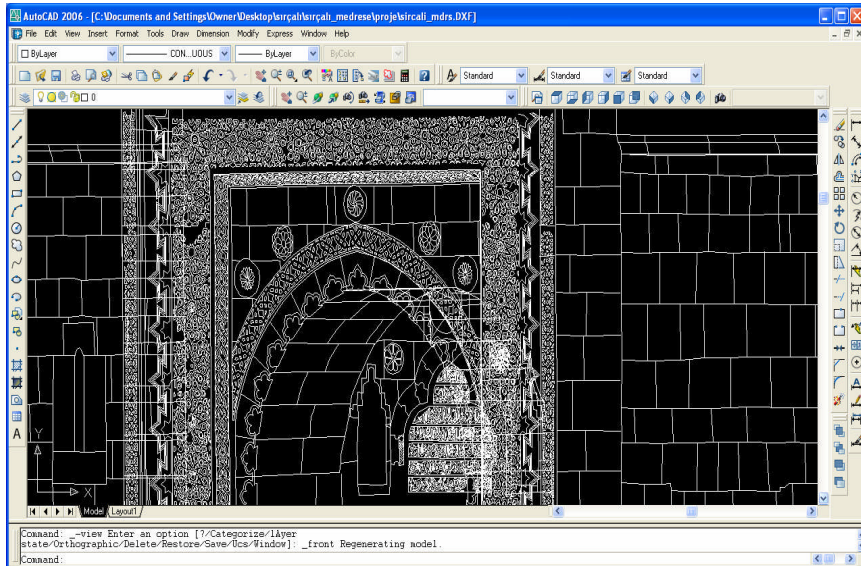 AutoCAD 2006 - [C:\Documents and Settings\Owner\Desktop\sırçalı\sırçalı_medrese\proje\sircali_mdrs.DXF]
File Edit View Insert Format Tools Draw Dimension Modify Express Window Help
ByLayer CON...UOUS ByLayer ByColor
Standard Standard Standard
0
A
Y
X
Model Layout1
Command: _-view Enter an option [?/Categorize/lAyer
state/Orthographic/Delete/Restore/Save/Ucs/Window]: _front Regenerating model.
Command: